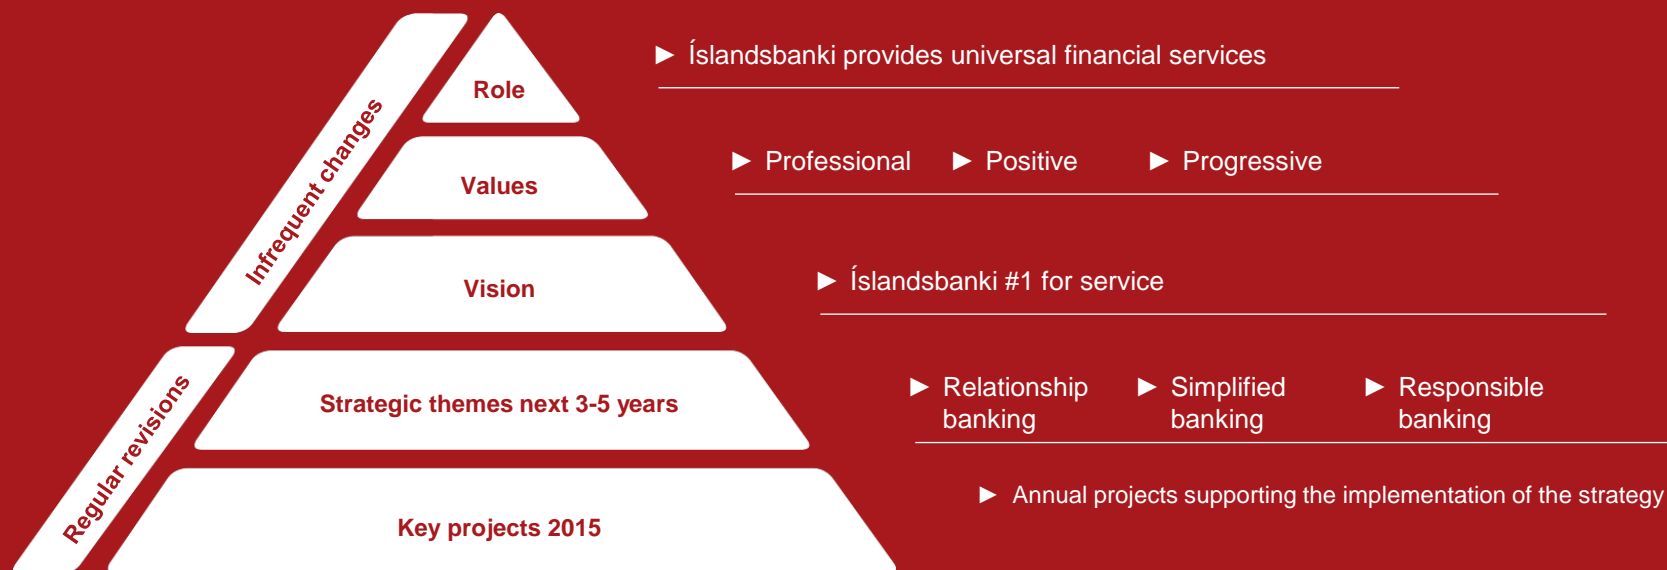 Infrequent changes
Role
► Íslandsbanki provides universal financial services
Values
► Professional ► Positive ► Progressive
Vision
► Íslandsbanki #1 for service
Regular revisions
Strategic themes next 3-5 years
► Relationship
banking
► Simplified
banking
► Responsible
banking
Key projects 2015
► Annual projects supporting the implementation of the strategy